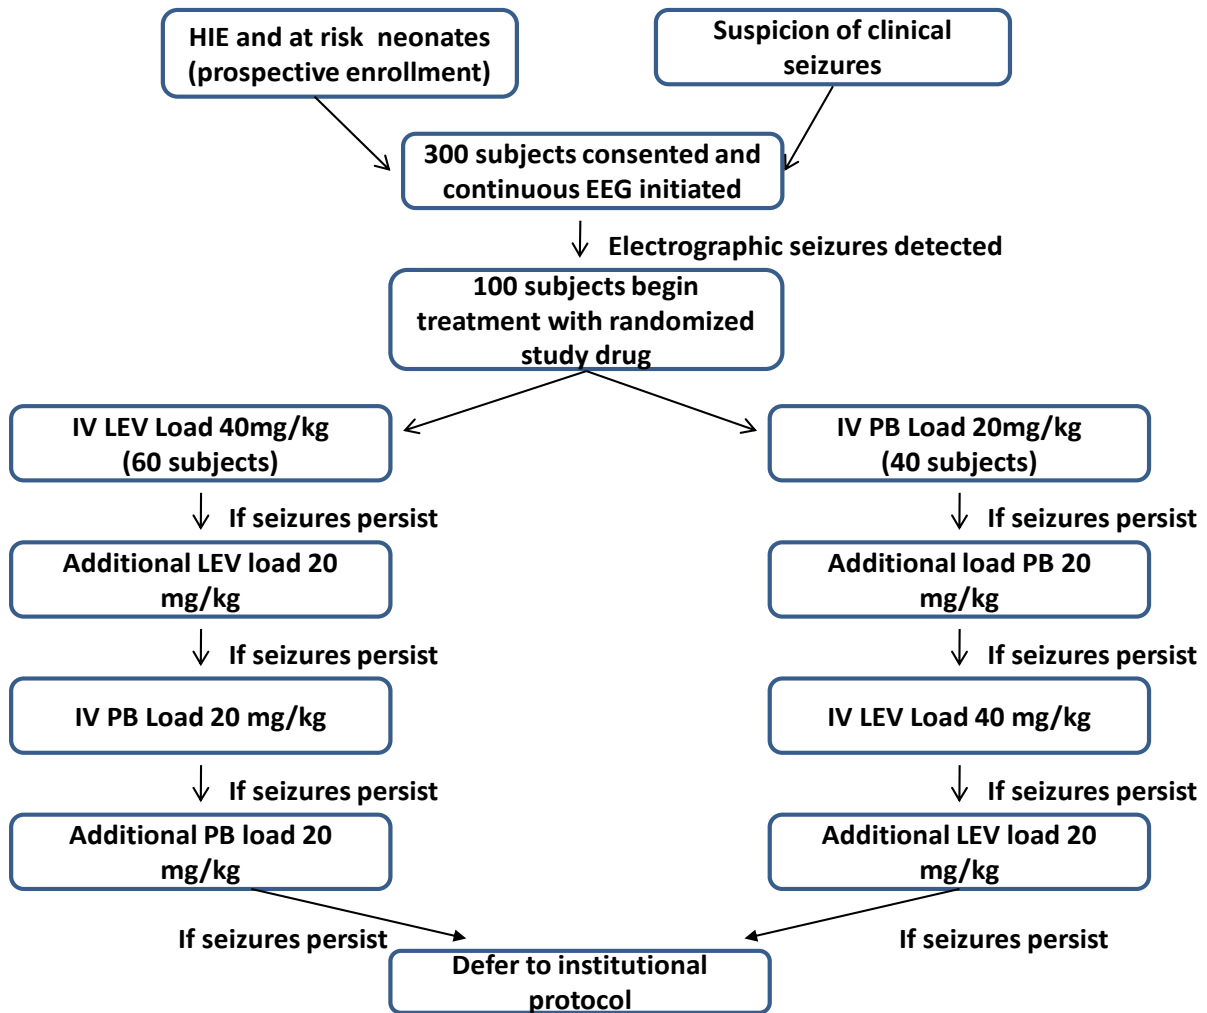 HIE and at risk  neonates
(prospective enrollment)
Suspicion of clinical
seizures
300 subjects consented and
continuous EEG initiated
Electrographic seizures detected
100 subjects begin
treatment with randomized
study drug
IV LEV Load 40mg/kg
(60 subjects)
IV PB Load 20mg/kg
(40 subjects)
If seizures persist
If seizures persist
Additional LEV load 20
mg/kg
Additional load PB 20
mg/kg
If seizures persist
If seizures persist
IV PB Load 20 mg/kg
IV LEV Load 40 mg/kg
If seizures persist
If seizures persist
Additional PB load 20
mg/kg
Additional LEV load 20
mg/kg
If seizures persist
If seizures persist
Defer to institutional
protocol